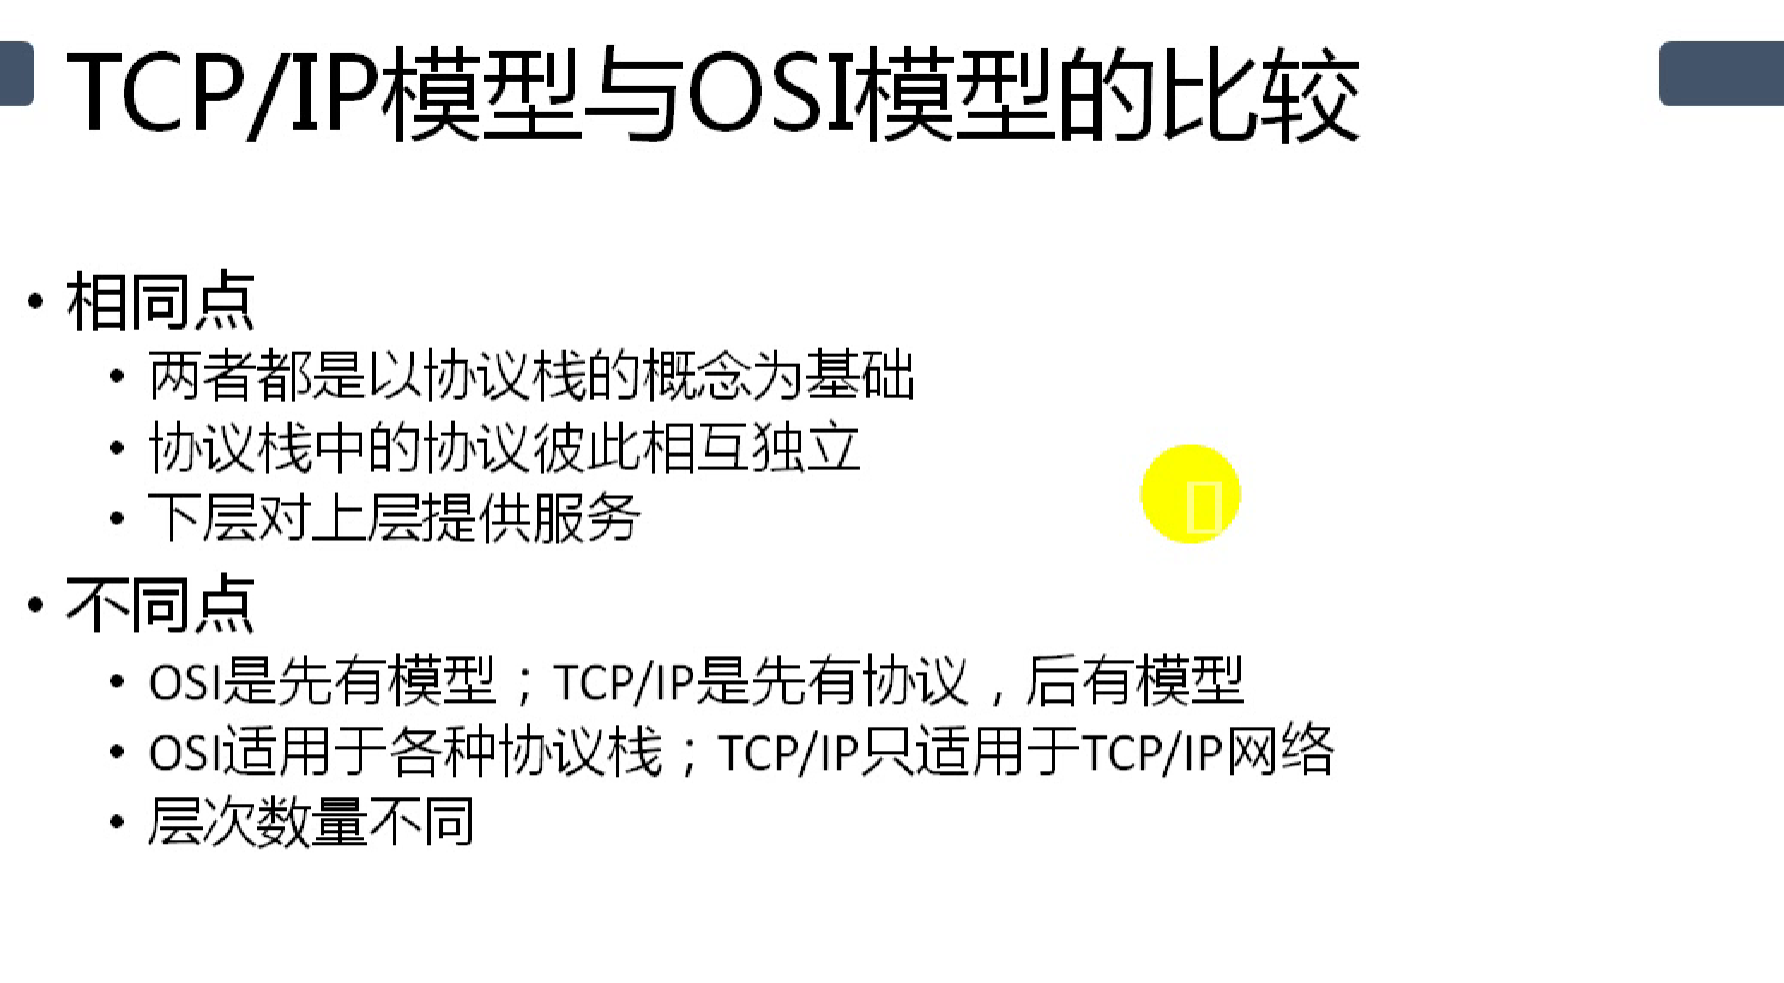 TCP/IP模型与OSI模型的比较
• 相同点
• 两者都是以协议栈的概念为基础
• 协议栈中的协议彼此相互独立
• 下层对上层提供服务
• 不同点
• OSI是先有模型；TCP/IP是先有协议，后有模型
• OSI适用于各种协议栈；TCP/IP只适用于TCP/IP网络
• 层次数量不同